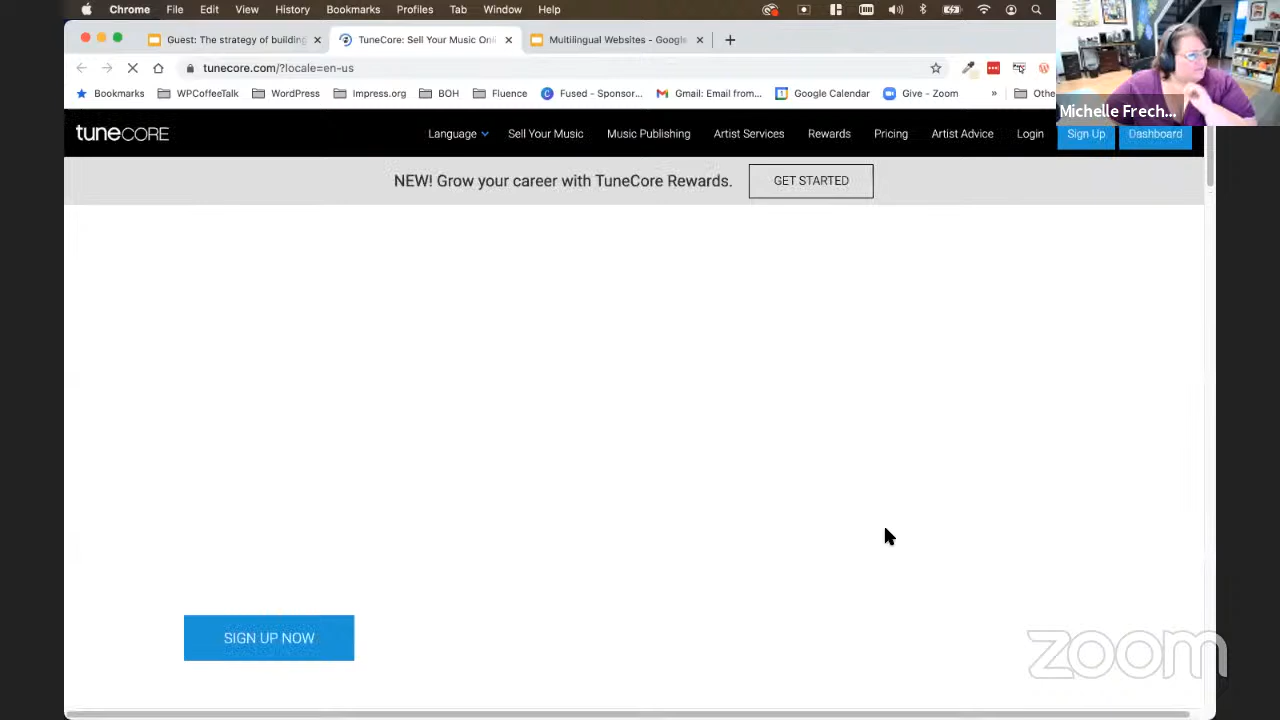 Chrome File Edit View History Bookmarks Profiles Tab Window Help
Guest: The strategy of building
TuneCore: Sell Your Music Onl
Multilingual Websites - Google
tunecore.com/?locale=en-us
Bookmarks WPCoffeeTalk WordPress Impress.org BOH Fluence Fused - Sponsor... Gmail: Email from... Google Calendar Give - Zoom » Othe
Michelle Frech...
tunecore Language Sell Your Music Music Publishing Artist Services Rewards Pricing Artist Advice Login Sign Up Dashboard
NEW! Grow your career with TuneCore Rewards. GET STARTED
SIGN UP NOW
zoom